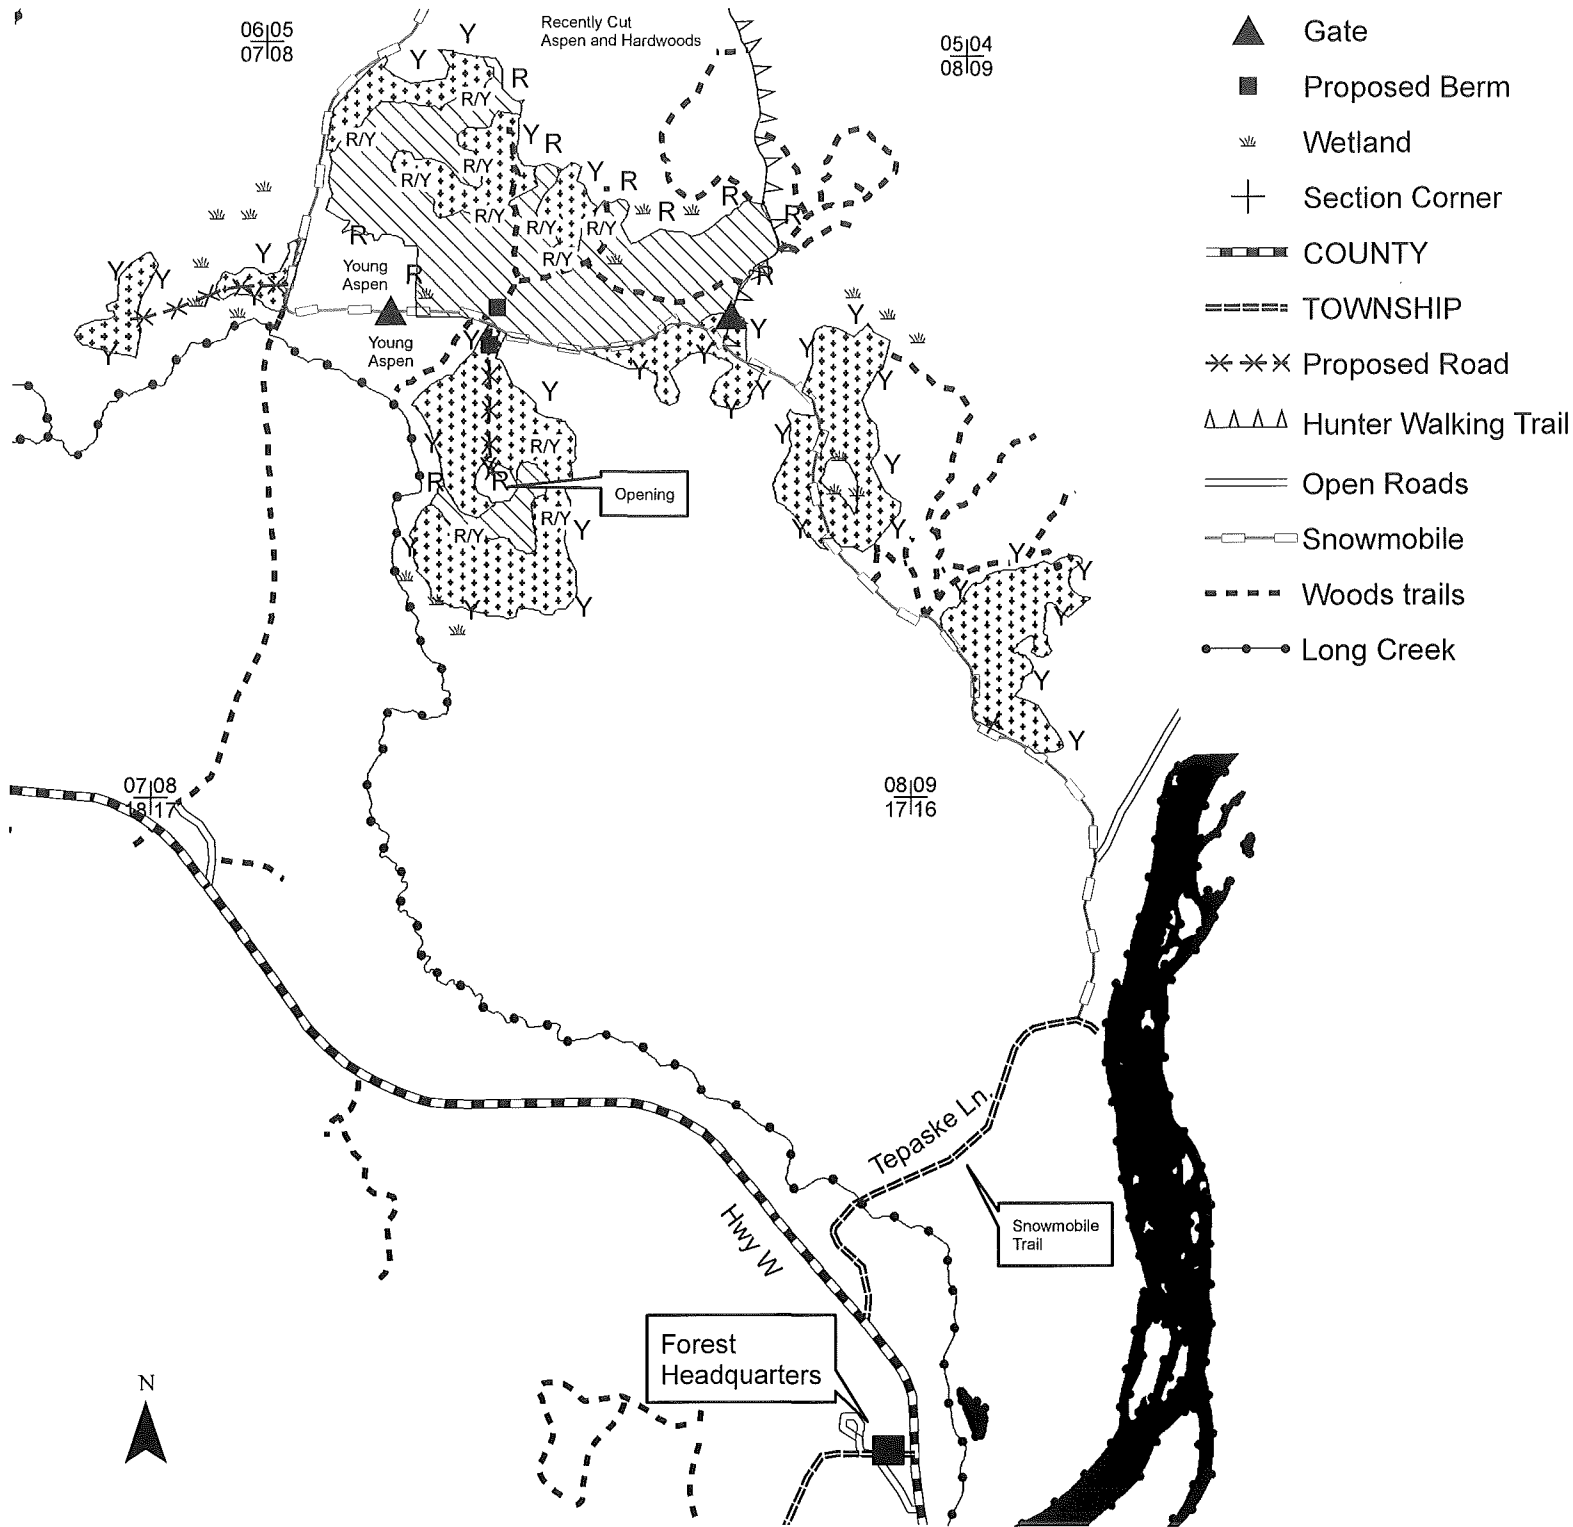 06 05
07 08
Recently Cut
Aspen and Hardwoods
05 04
08 09
Gate
Proposed Berm
Wetland
Section Corner
COUNTY
TOWNSHIP
Proposed Road
Hunter Walking Trail
Open Roads
Snowmobile
Woods trails
Long Creek
Y
Y
R
R/Y
R/Y
Y
R
R/Y
R/Y
Y
R
R
R
R
R/Y
R/Y
R/Y
R/Y
R
Y
Y
Y
Young
Aspen
R
R
Y
Y
Young
Aspen
Y
Y
Y
Y
Y
Y
Y
Y
Y
Y
Y
Y
Y
R/Y
Y
R
R
Opening
R/Y
R/Y
Y
Y
Y
Y
Y
Y
Y
Y
Y
Y
Y
Y
Y
07 08
18 17
08 09
17 16
Tepaske Ln.
Hwy W
Snowmobile
Trail
Forest
Headquarters
N